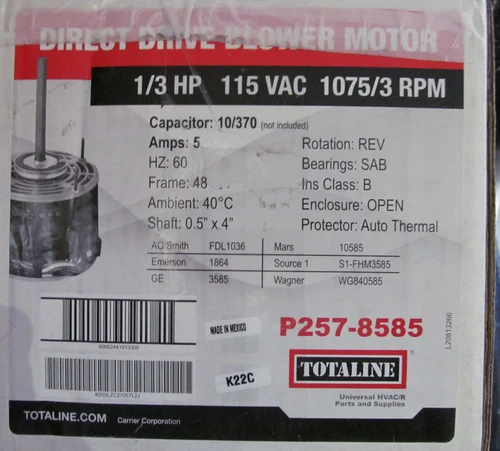 DIRECT DRIVE BLOWER MOTOR
1/3 HP 115 VAC 1075/3 RPM
Capacitor: 10/370 (not included)
Amps: 5
HZ: 60
Frame: 48
Ambient: 40°C
Shaft: 0.5" x 4"
Rotation: REV
Bearings: SAB
Ins Class: B
Enclosure: OPEN
Protector: Auto Thermal
AO Smith FDL1036 Mars 10585
Emerson 1864 Source 1 S1-FHM3585
GE 3585 Wagner WG840585
MADE IN MEXICO
P257-8585
L20813266
K22C
TOTALINE
Universal HVAC/R
Parts and Supplies
TOTALINE.COM Carrier Corporation